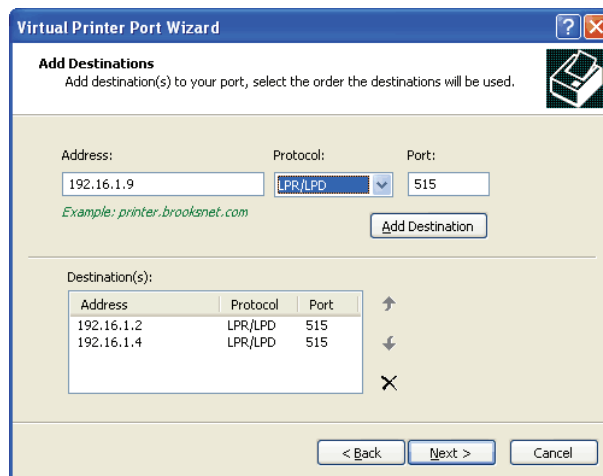 Virtual Printer Port Wizard
Add Destinations
Add destination(s) to your port, select the order the destinations will be used.
Address: Protocol: Port:
192.16.1.9 LPR/LPD 515
Example: printer.brooksnet.com
Add Destination
Destination(s):
Address Protocol Port
192.16.1.2 LPR/LPD 515
192.16.1.4 LPR/LPD 515
< Back Next > Cancel